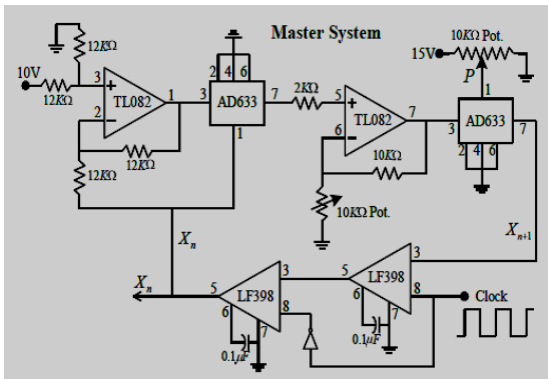 Master System
12KΩ
10V
12KΩ
3
2
TL082
1
12KΩ
12KΩ
2 4 6
3
AD633
7
1
2KΩ
5
6
TL082
7
10KΩ
10KΩ Pot.
10KΩ Pot.
15V
P
1
3
AD633
7
2 4 6
Xn
Xn+1
Xn
5
LF398
3
8
6
7
0.1μF
5
LF398
3
8
6
7
0.1μF
Clock